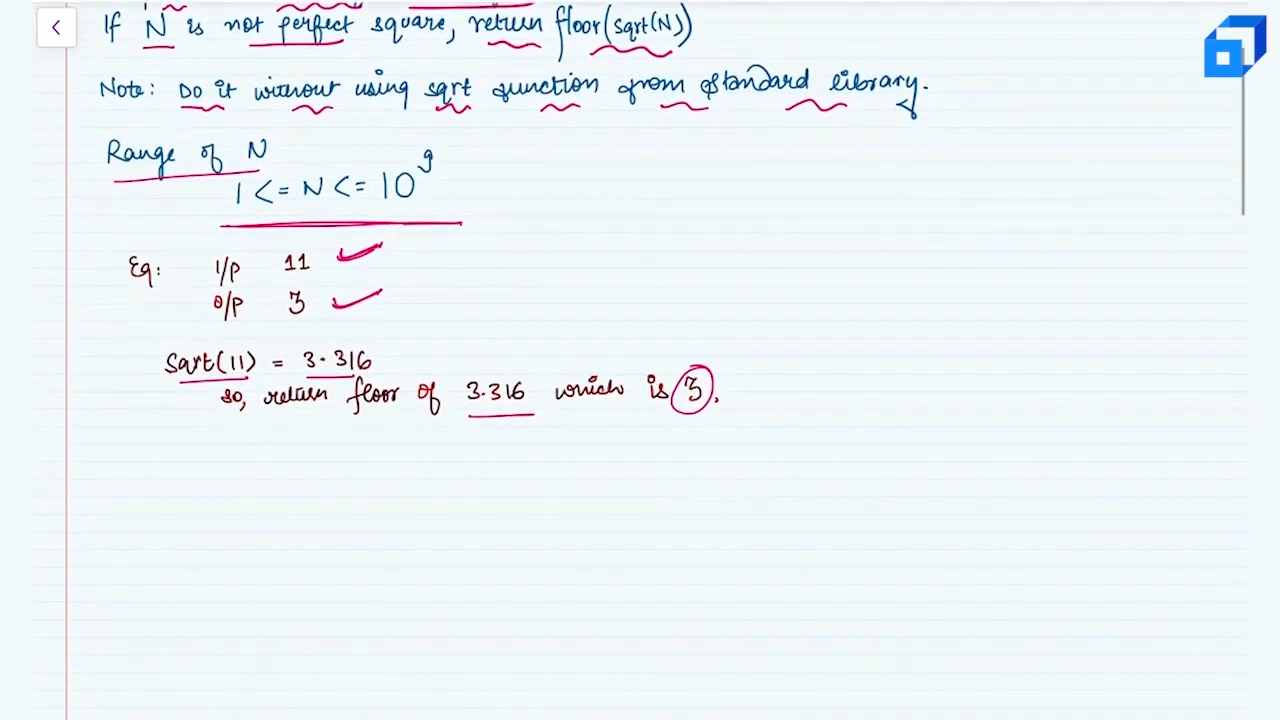 If N is not perfect square, return floor(sqrt(N))
Note: Do it without using sqrt function from standard library.
Range of N
1 <= N <= 10^9
Eg: I/P 11
O/P 3
Sqrt(11) = 3.316
so, return floor of 3.316 which is 3.